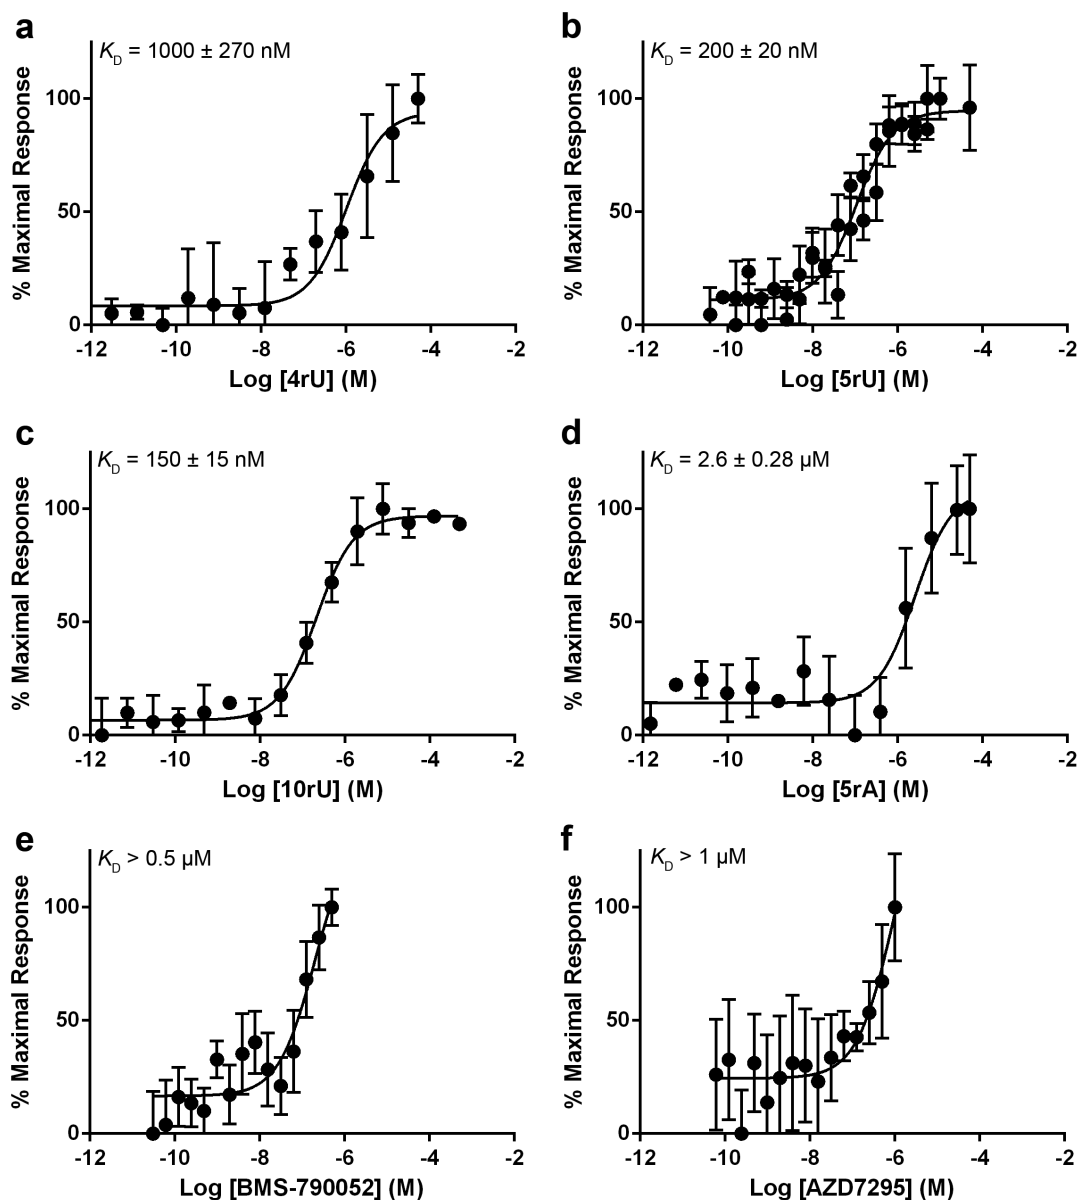 a
K_D = 1000 ± 270 nM
% Maximal Response
100
50
0
-12 -10 -8 -6 -4 -2
Log [4rU] (M)
b
K_D = 200 ± 20 nM
% Maximal Response
100
50
0
-12 -10 -8 -6 -4 -2
Log [5rU] (M)
c
K_D = 150 ± 15 nM
% Maximal Response
100
50
0
-12 -10 -8 -6 -4 -2
Log [10rU] (M)
d
K_D = 2.6 ± 0.28 µM
% Maximal Response
100
50
0
-12 -10 -8 -6 -4 -2
Log [5rA] (M)
e
K_D > 0.5 µM
% Maximal Response
100
50
0
-12 -10 -8 -6 -4 -2
Log [BMS-790052] (M)
f
K_D > 1 µM
% Maximal Response
100
50
0
-12 -10 -8 -6 -4 -2
Log [AZD7295] (M)